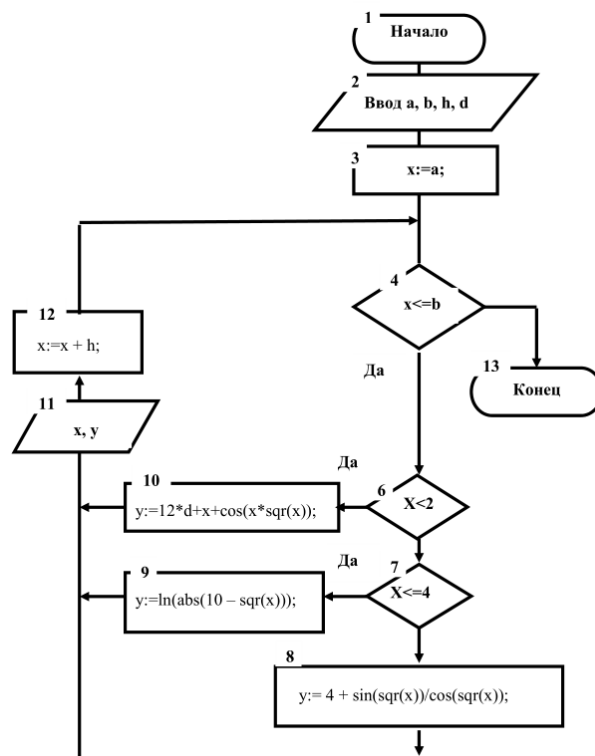 1
Начало
2
Ввод a, b, h, d
3
x:=a;
4
x<=b
Да
13
Конец
12
x:=x + h;
11
x, y
Да
10
y:=12*d+x+cos(x*sqr(x));
6
X<2
Да
9
y:=ln(abs(10 – sqr(x)));
7
X<=4
8
y:= 4 + sin(sqr(x))/cos(sqr(x));